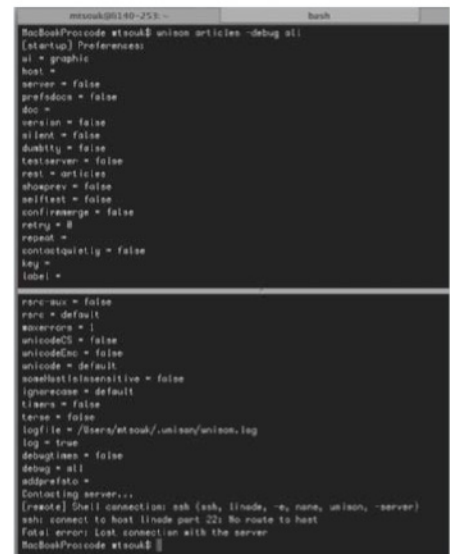 mtsouk@6140-253: ~
bash
MacBookPro:code mtsouk$ unison articles -debug all
[startup] Preferences:
ui = graphic
host =
server = false
prefsdocs = false
doc =
version = false
silent = false
dumbtty = false
testserver = false
rest = articles
showprev = false
selftest = false
confirmmerge = false
retry = 0
repeat =
contactquietly = false
key =
label =
rsrc-aux = false
rsrc = default
maxerrors = 1
unicodeCS = false
unicodeEnc = false
unicode = default
someHostIsInsensitive = false
ignorecase = default
timers = false
terse = false
logfile = /Users/mtsouk/.unison/unison.log
log = true
debugtimes = false
debug = all
addprefsto =
Contacting server...
[remote] Shell connection: ssh (ssh, linode, -e, none, unison, -server)
ssh: connect to host linode port 22: No route to host
Fatal error: Lost connection with the server
MacBookPro:code mtsouk$